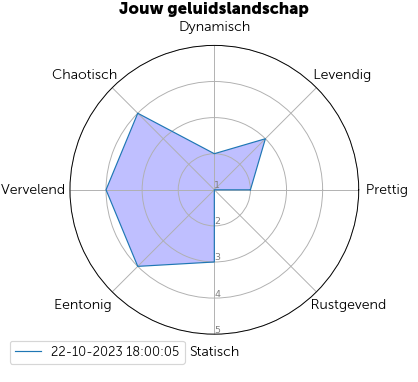 Jouw geluidslandschap
Dynamisch
Chaotisch
Levendig
Vervelend
1
Prettig
2
3
4
Eentonig
Rustgevend
5
22-10-2023 18:00:05
Statisch